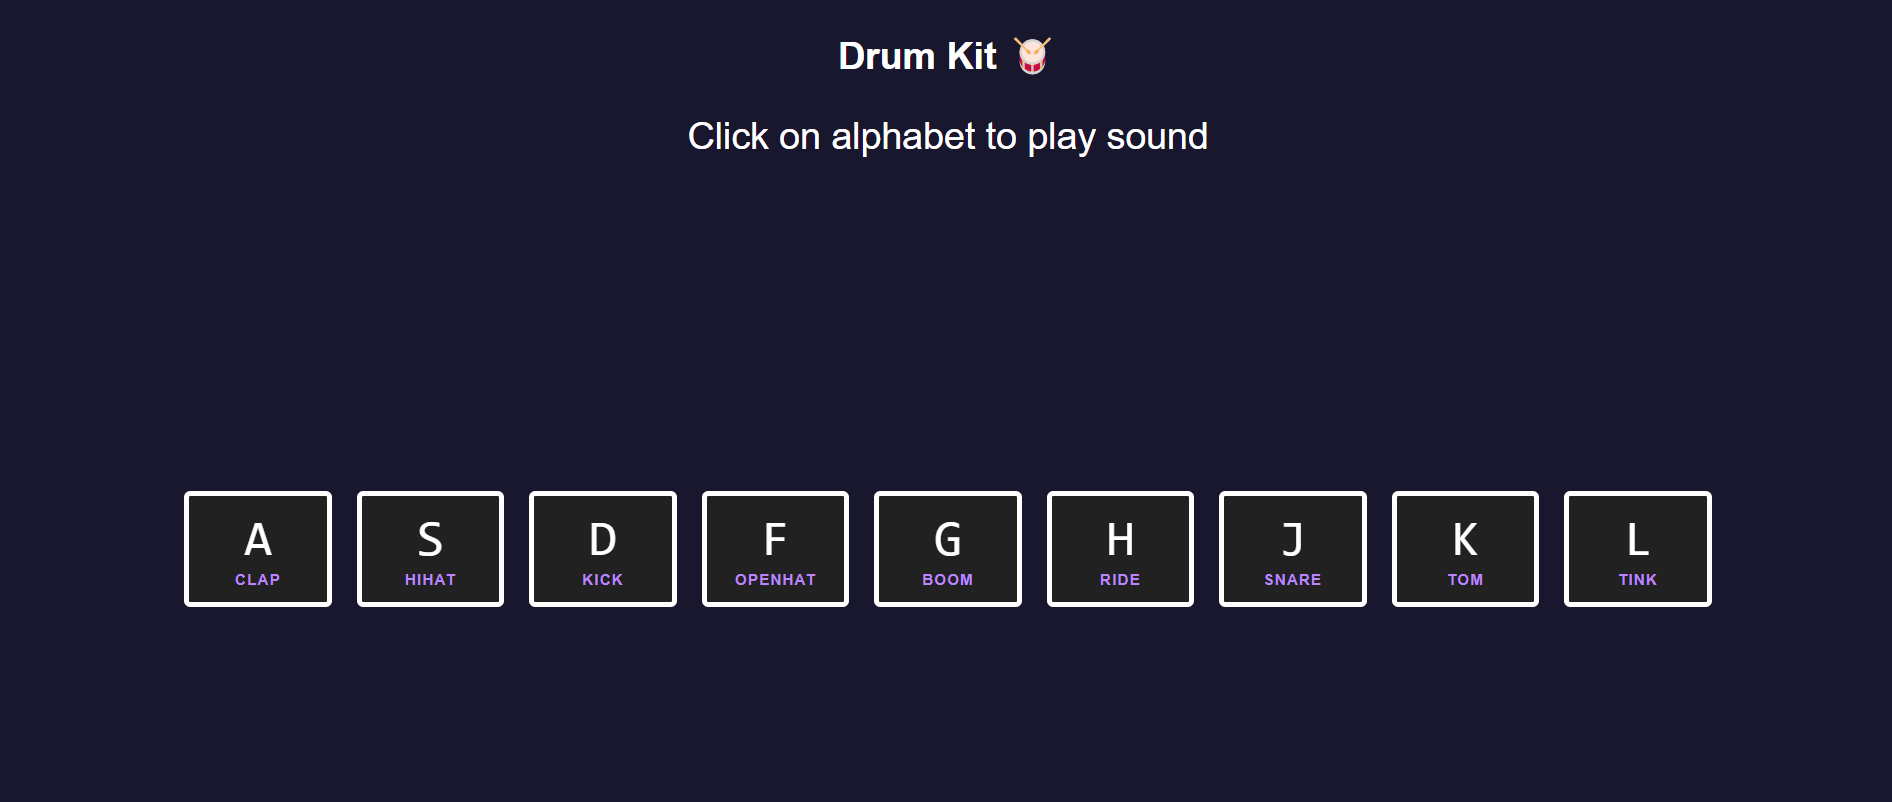 Drum Kit 🥁
Click on alphabet to play sound
A S D F G H J K L
CLAP HIHAT KICK OPENHAT BOOM RIDE SNARE TOM TINK